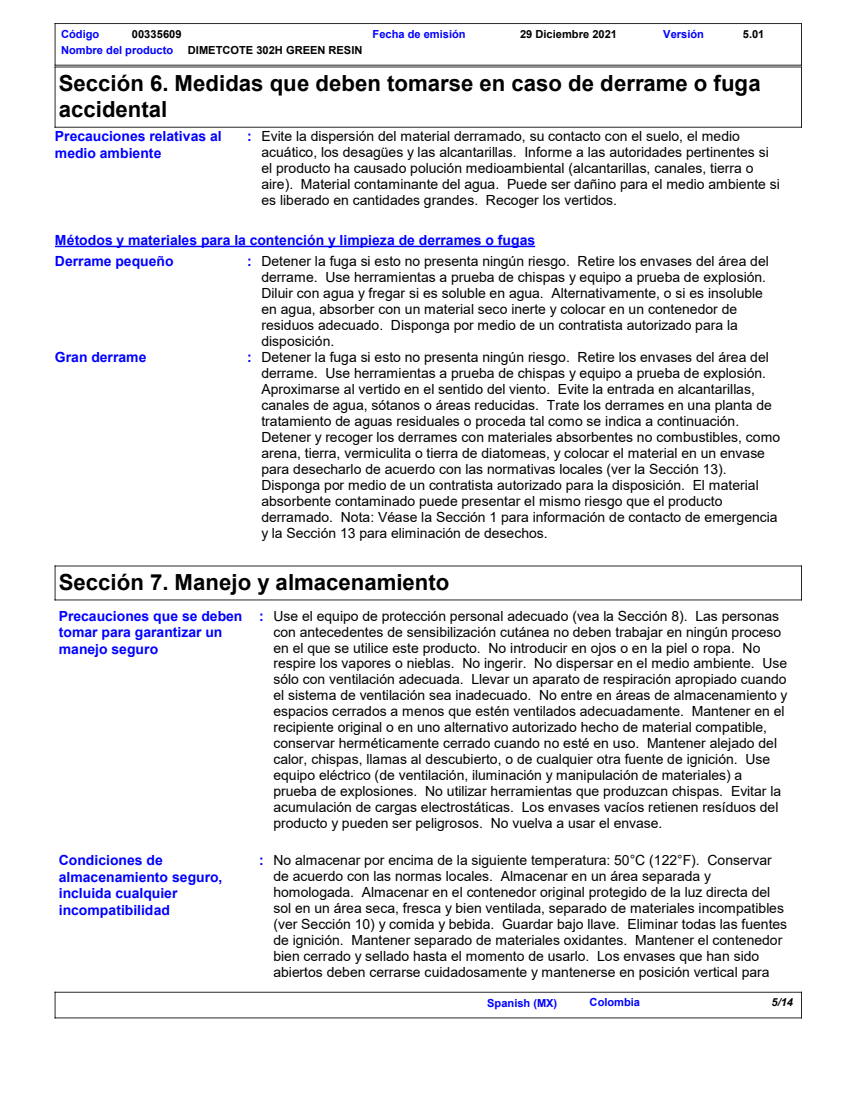 Código 00335609 Fecha de emisión 29 Diciembre 2021 Versión 5.01
Nombre del producto DIMETCOTE 302H GREEN RESIN
Sección 6. Medidas que deben tomarse en caso de derrame o fuga
accidental
Precauciones relativas al
medio ambiente
: Evite la dispersión del material derramado, su contacto con el suelo, el medio
acuático, los desagües y las alcantarillas. Informe a las autoridades pertinentes si
el producto ha causado polución medioambiental (alcantarillas, canales, tierra o
aire). Material contaminante del agua. Puede ser dañino para el medio ambiente si
es liberado en cantidades grandes. Recoger los vertidos.
Métodos y materiales para la contención y limpieza de derrames o fugas
Derrame pequeño
: Detener la fuga si esto no presenta ningún riesgo. Retire los envases del área del
derrame. Use herramientas a prueba de chispas y equipo a prueba de explosión.
Diluir con agua y fregar si es soluble en agua. Alternativamente, o si es insoluble
en agua, absorber con un material seco inerte y colocar en un contenedor de
residuos adecuado. Disponga por medio de un contratista autorizado para la
disposición.
Gran derrame
: Detener la fuga si esto no presenta ningún riesgo. Retire los envases del área del
derrame. Use herramientas a prueba de chispas y equipo a prueba de explosión.
Aproximarse al vertido en el sentido del viento. Evite la entrada en alcantarillas,
canales de agua, sótanos o áreas reducidas. Trate los derrames en una planta de
tratamiento de aguas residuales o proceda tal como se indica a continuación.
Detener y recoger los derrames con materiales absorbentes no combustibles, como
arena, tierra, vermiculita o tierra de diatomeas, y colocar el material en un envase
para desecharlo de acuerdo con las normativas locales (ver la Sección 13).
Disponga por medio de un contratista autorizado para la disposición. El material
absorbente contaminado puede presentar el mismo riesgo que el producto
derramado. Nota: Véase la Sección 1 para información de contacto de emergencia
y la Sección 13 para eliminación de desechos.
Sección 7. Manejo y almacenamiento
Precauciones que se deben
tomar para garantizar un
manejo seguro
: Use el equipo de protección personal adecuado (vea la Sección 8). Las personas
con antecedentes de sensibilización cutánea no deben trabajar en ningún proceso
en el que se utilice este producto. No introducir en ojos o en la piel o ropa. No
respire los vapores o nieblas. No ingerir. No dispersar en el medio ambiente. Use
sólo con ventilación adecuada. Llevar un aparato de respiración apropiado cuando
el sistema de ventilación sea inadecuado. No entre en áreas de almacenamiento y
espacios cerrados a menos que estén ventilados adecuadamente. Mantener en el
recipiente original o en uno alternativo autorizado hecho de material compatible,
conservar herméticamente cerrado cuando no esté en uso. Mantener alejado del
calor, chispas, llamas al descubierto, o de cualquier otra fuente de ignición. Use
equipo eléctrico (de ventilación, iluminación y manipulación de materiales) a
prueba de explosiones. No utilizar herramientas que produzcan chispas. Evitar la
acumulación de cargas electrostáticas. Los envases vacíos retienen resíduos del
producto y pueden ser peligrosos. No vuelva a usar el envase.
Condiciones de
almacenamiento seguro,
incluida cualquier
incompatibilidad
: No almacenar por encima de la siguiente temperatura: 50°C (122°F). Conservar
de acuerdo con las normas locales. Almacenar en un área separada y
homologada. Almacenar en el contenedor original protegido de la luz directa del
sol en un área seca, fresca y bien ventilada, separado de materiales incompatibles
(ver Sección 10) y comida y bebida. Guardar bajo llave. Eliminar todas las fuentes
de ignición. Mantener separado de materiales oxidantes. Mantener el contenedor
bien cerrado y sellado hasta el momento de usarlo. Los envases que han sido
abiertos deben cerrarse cuidadosamente y mantenerse en posición vertical para
Spanish (MX) Colombia 5/14